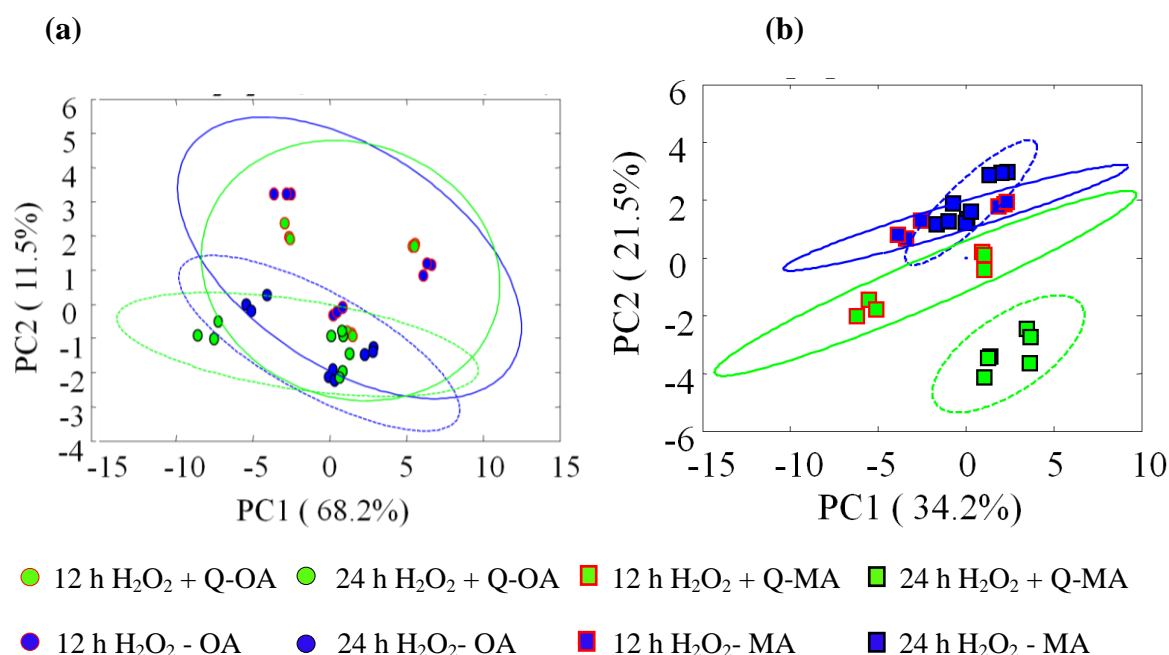 (a)
(b)
6
5
4
3
2
1
0
-1
-2
-3
-4
PC2 ( 11.5%)
-15
-10
-5
0
5
10
15
PC1 ( 68.2%)
6
4
2
0
-2
-4
-6
PC2 ( 21.5%)
-15
-10
-5
0
5
10
PC1 ( 34.2%)
12 h H₂O₂ + Q-OA
24 h H₂O₂ + Q-OA
12 h H₂O₂ + Q-MA
24 h H₂O₂ + Q-MA
12 h H₂O₂ - OA
24 h H₂O₂- OA
12 h H₂O₂- MA
24 h H₂O₂ - MA